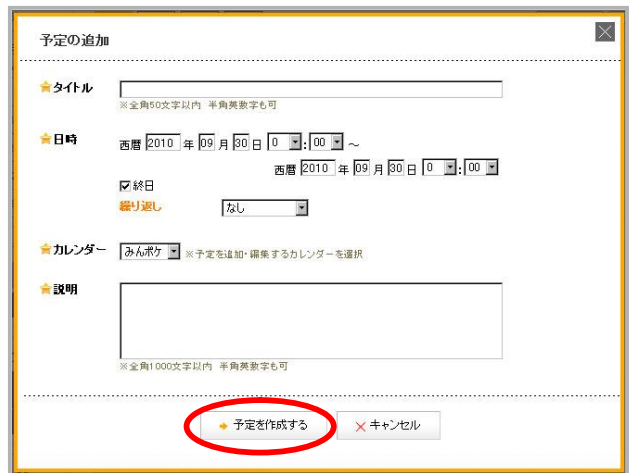 予定の追加
タイトル
※全角50文字以内 半角英数字も可
日時 西暦 2010 年 09 月 30 日 0 : 00 ～
西暦 2010 年 09 月 30 日 0 : 00
終日
繰り返し なし
カレンダー みんポケ ※予定を追加・編集するカレンダーを選択
説明
※全角1000文字以内 半角英数字も可
予定を作成する キャンセル